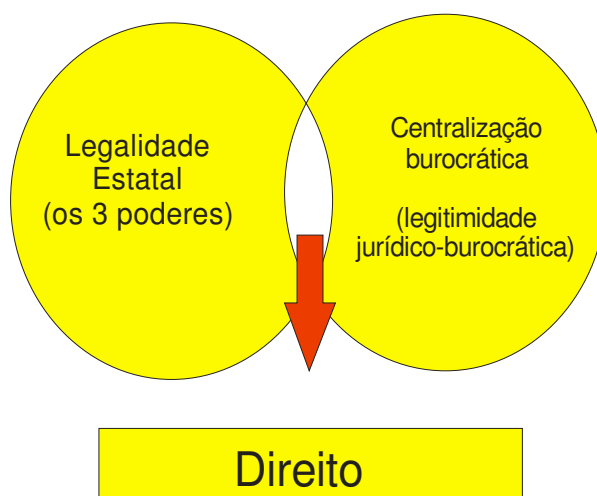 Legalidade
Estatal
(os 3 poderes)
Centralização
burocrática
(legitimidade
jurídico-burocrática)
Direito